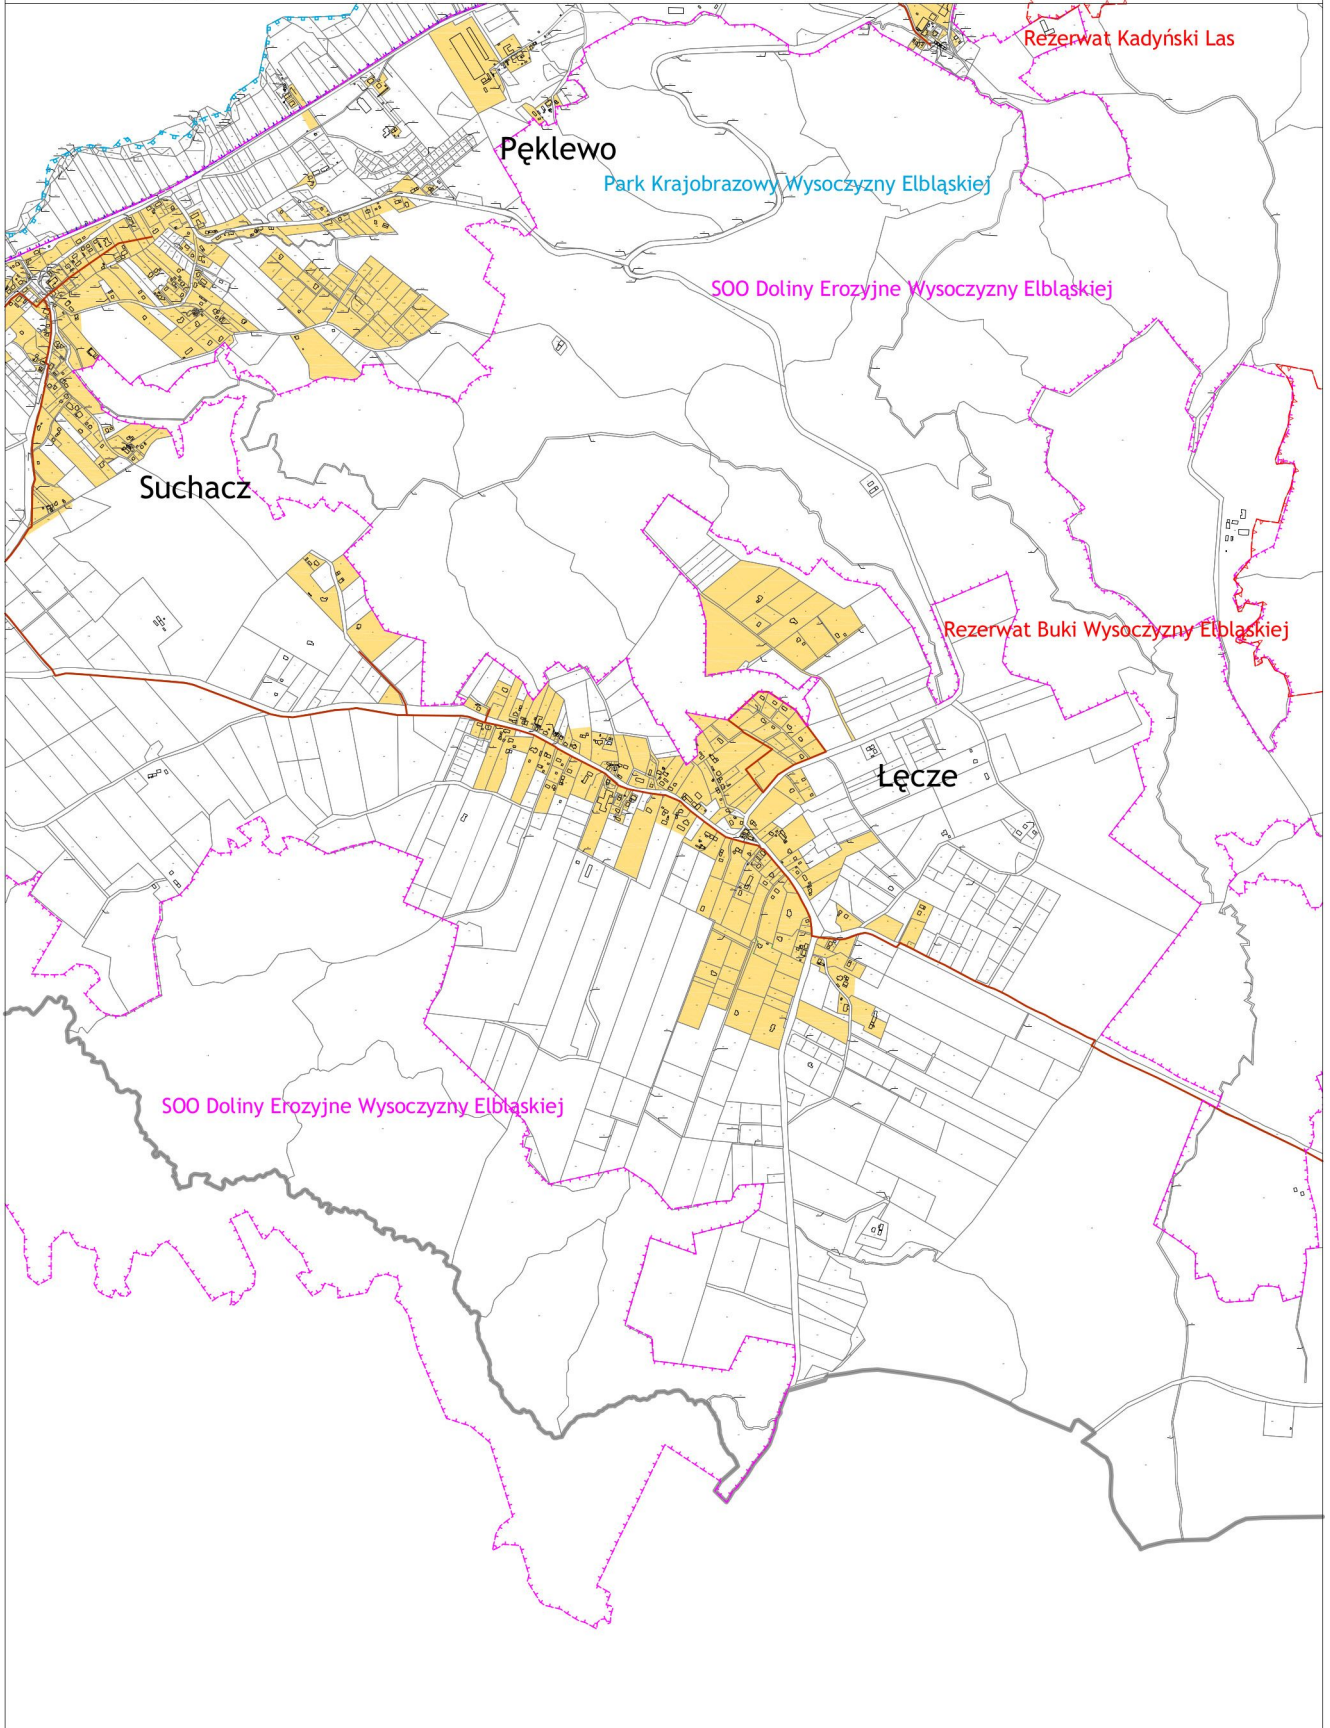 Rezerwat Kadyński Las
Pęklewo
Park Krajobrazowy Wysoczyzny Elbląskiej
SOO Doliny Erozyjne Wysoczyzny Elbląskiej
Suchacz
Rezerwat Buki Wysoczyzny Elbląskiej
Łęcze
SOO Doliny Erozyjne Wysoczyzny Elbląskiej